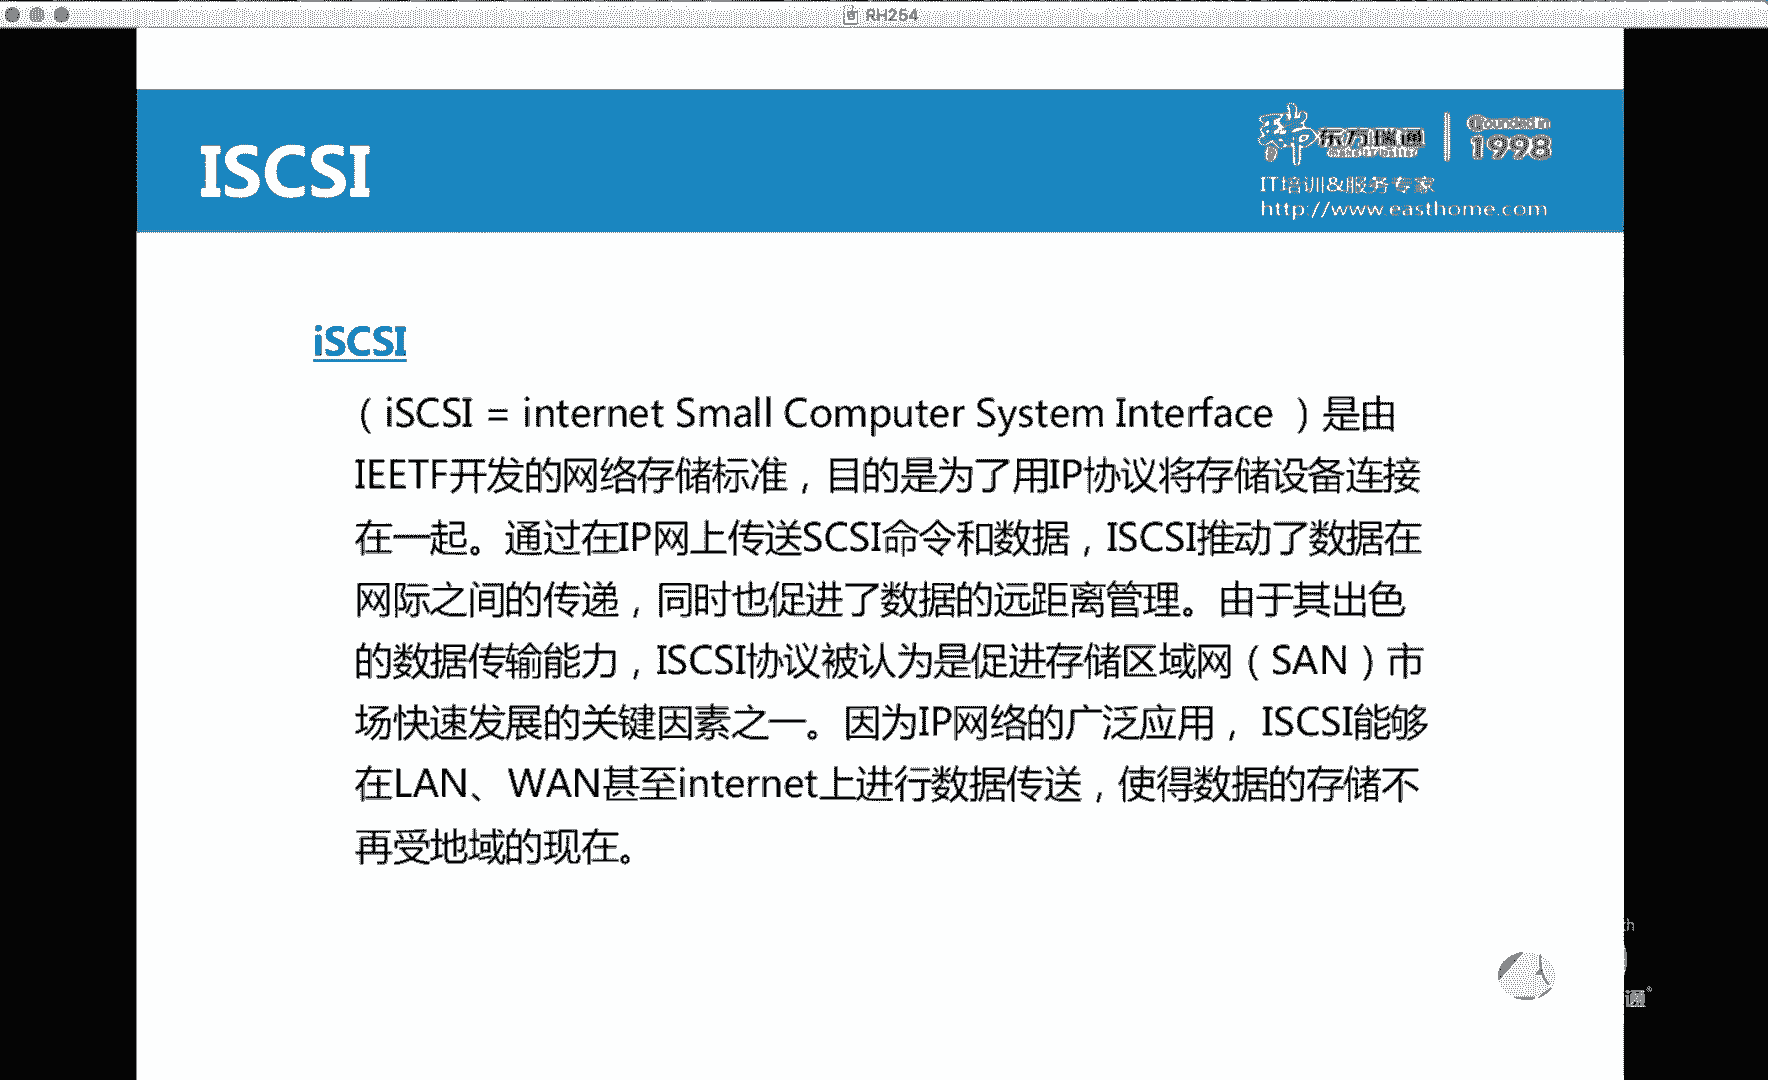 RH254
ISCSI
东方瑞通
Founded in
1998
IT培训&服务专家
http://www.easthome.com
iSCSI
（iSCSI = internet Small Computer System Interface ）是由
IEETF开发的网络存储标准，目的是为了用IP协议将存储设备连接
在一起。通过在IP网上传送SCSI命令和数据，ISCSI推动了数据在
网际之间的传递，同时也促进了数据的远距离管理。由于其出色
的数据传输能力，ISCSI协议被认为是促进存储区域网（SAN）市
场快速发展的关键因素之一。因为IP网络的广泛应用， ISCSI能够
在LAN、WAN甚至internet上进行数据传送，使得数据的存储不
再受地域的现在。
th
通